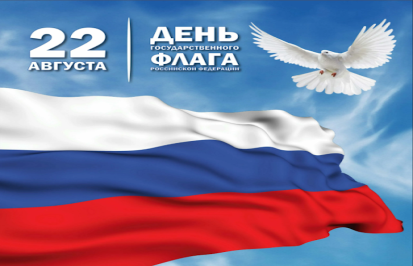 22
АВГУСТА
ДЕНЬ
ГОСУДАРСТВЕННОГО
ФЛАГА
РОССИЙСКОЙ ФЕДЕРАЦИИ